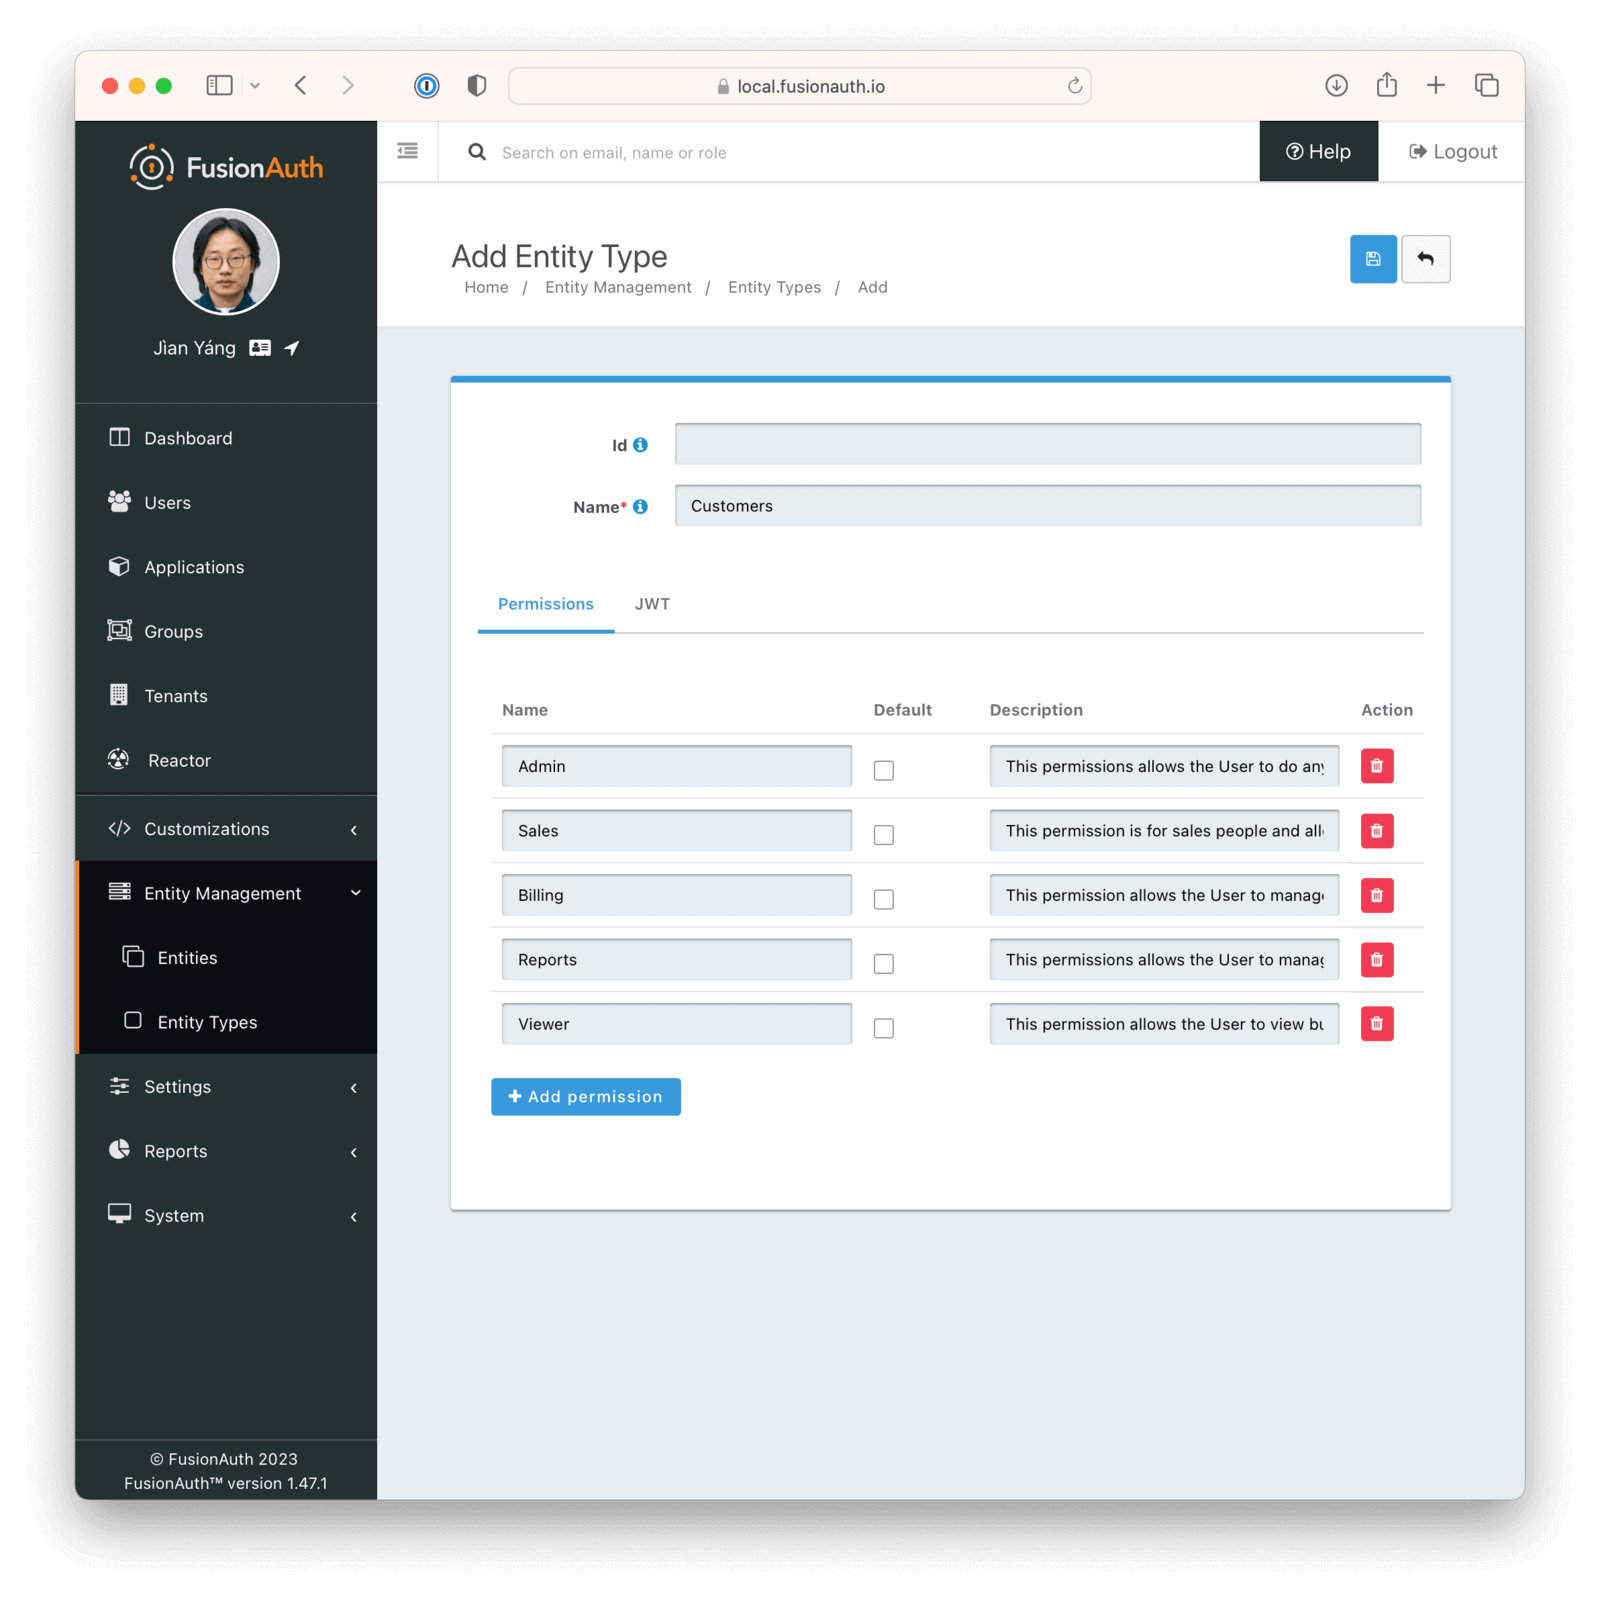 local.fusionauth.io
FusionAuth
Search on email, name or role
Help
Logout
Jìan Yáng
Add Entity Type
Home / Entity Management / Entity Types / Add
Dashboard
Users
Applications
Groups
Tenants
Reactor
Customizations
Entity Management
Entities
Entity Types
Settings
Reports
System
© FusionAuth 2023
FusionAuth™ version 1.47.1
Id
Name* Customers
Permissions JWT
Name Default Description Action
Admin This permissions allows the User to do any
Sales This permission is for sales people and all
Billing This permission allows the User to manag
Reports This permissions allows the User to mana
Viewer This permission allows the User to view bu
+ Add permission